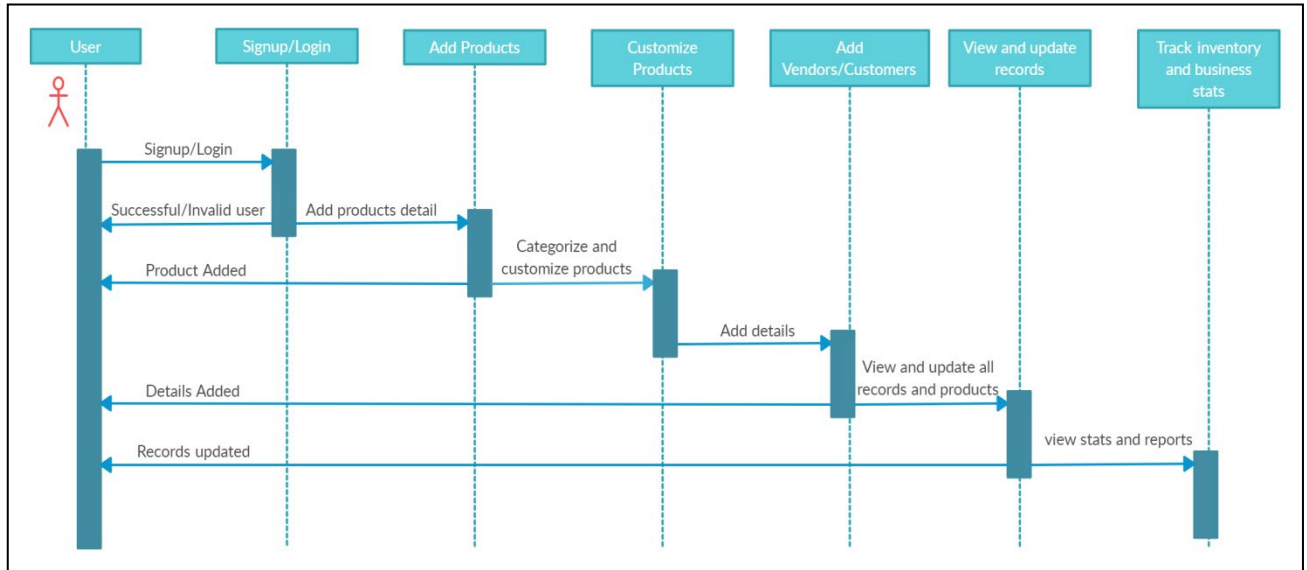 User
Signup/Login
Add Products
Customize
Products
Add
Vendors/Customers
View and update
records
Track inventory
and business
stats
Signup/Login
Successful/Invalid user
Add products detail
Categorize and
customize products
Product Added
Add details
View and update all
records and products
Details Added
view stats and reports
Records updated